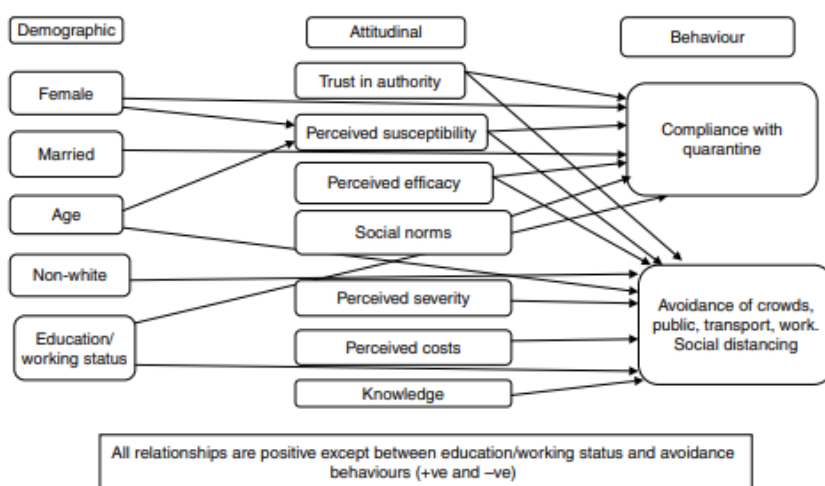 Demographic
Attitudinal
Behaviour
Female
Married
Age
Non-white
Education/
working status
Trust in authority
Perceived susceptibility
Perceived efficacy
Social norms
Perceived severity
Perceived costs
Knowledge
Compliance with
quarantine
Avoidance of crowds,
public, transport, work.
Social distancing
All relationships are positive except between education/working status and avoidance
behaviours (+ve and –ve)